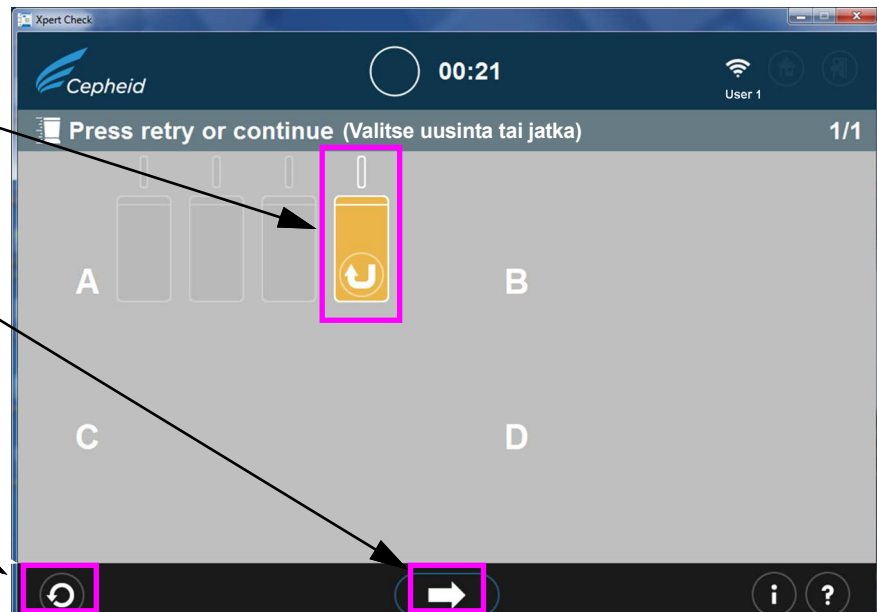 Xpert Check
Cepheid
00:21
User 1
Press retry or continue (Valitse uusinta tai jatka)
1/1
A
B
C
D
i ?